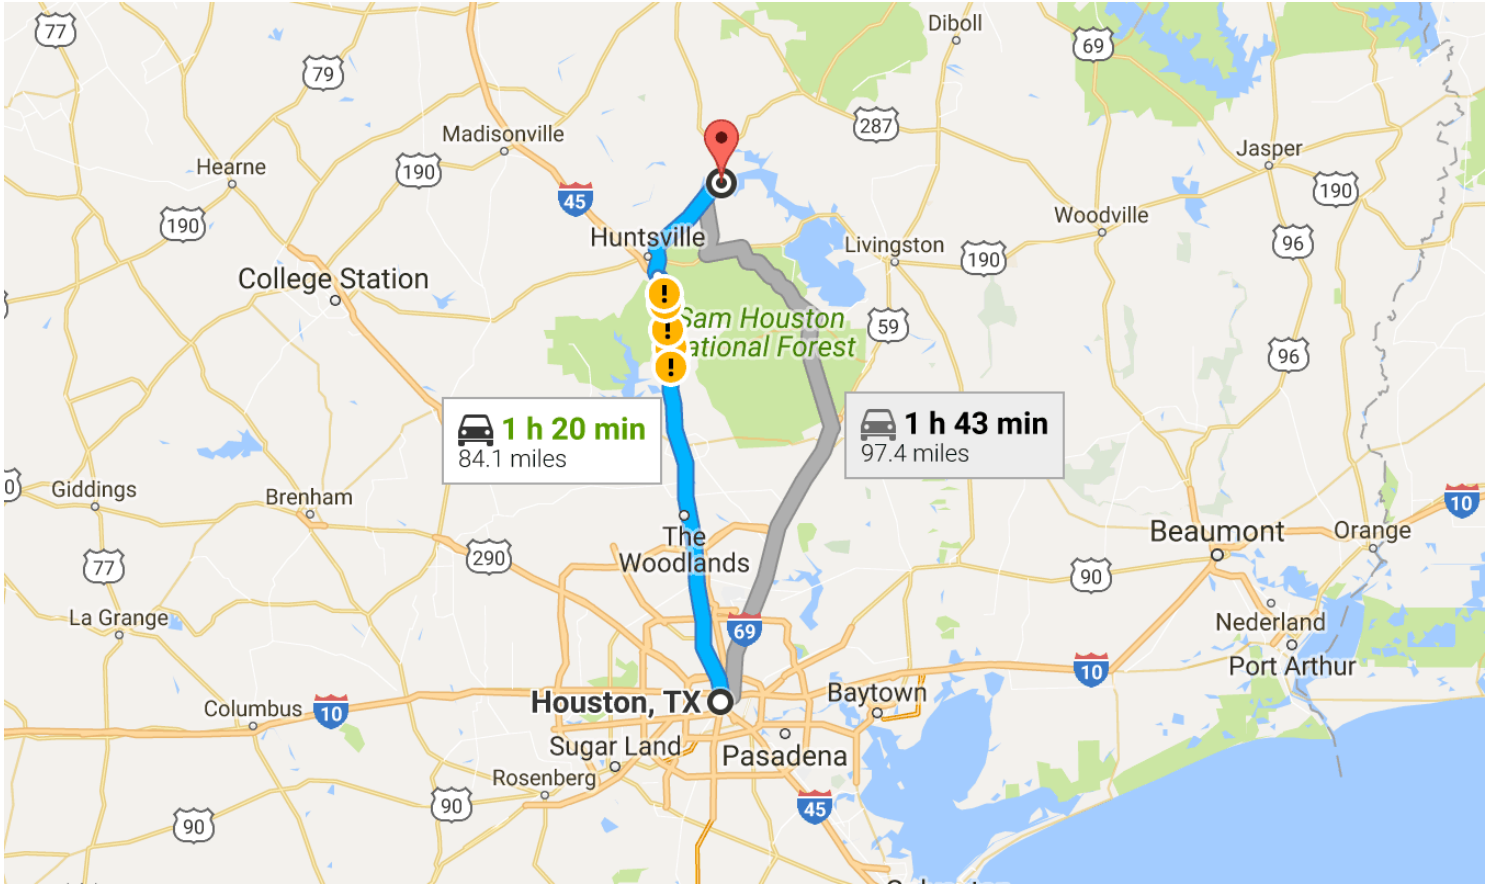 Diboll
77
69
79
287
Madisonville
Hearne
190
Jasper
190
45
190
Woodville
Huntsville
Livingston
96
190
College Station
Sam Houston
ational Forest
59
96
1 h 20 min
84.1 miles
1 h 43 min
97.4 miles
Giddings
Brenham
10
The
Woodlands
Beaumont
Orange
290
77
90
La Grange
69
Nederland
Port Arthur
10
Houston, TX
Baytown
Columbus
10
Sugar Land
Pasadena
Rosenberg
90
45
90